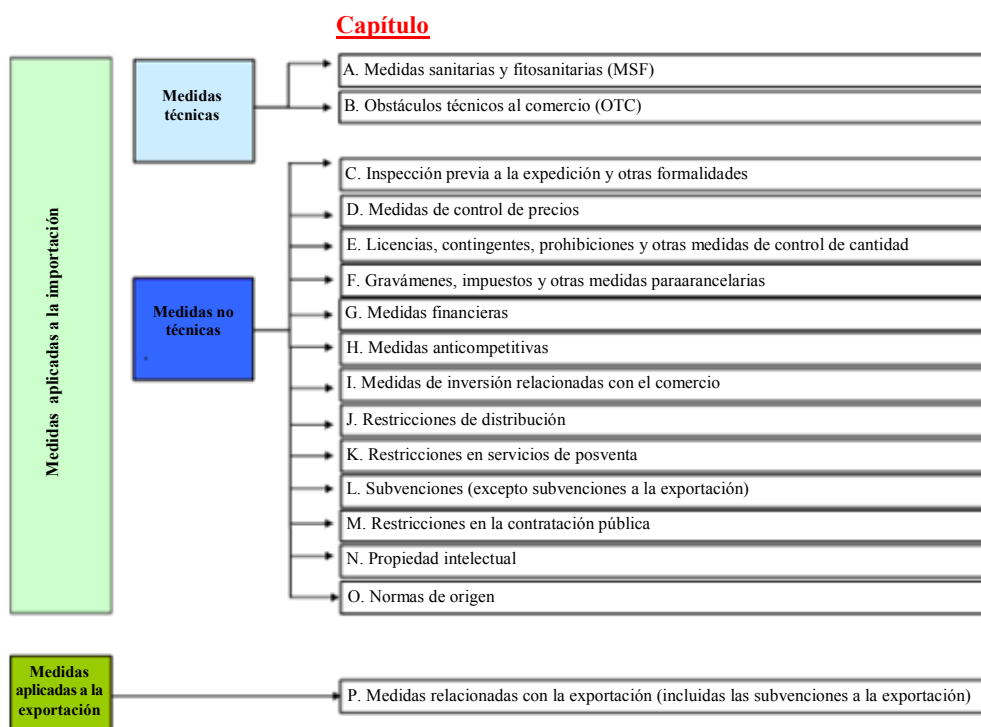 Capítulo
Medidas aplicadas a la importación
Medidas
técnicas
A. Medidas sanitarias y fitosanitarias (MSF)
B. Obstáculos técnicos al comercio (OTC)
Medidas no
técnicas
C. Inspección previa a la expedición y otras formalidades
D. Medidas de control de precios
E. Licencias, contingentes, prohibiciones y otras medidas de control de cantidad
F. Gravámenes, impuestos y otras medidas paraarancelarias
G. Medidas financieras
H. Medidas anticompetitivas
I. Medidas de inversión relacionadas con el comercio
J. Restricciones de distribución
K. Restricciones en servicios de posventa
L. Subvenciones (excepto subvenciones a la exportación)
M. Restricciones en la contratación pública
N. Propiedad intelectual
O. Normas de origen
Medidas
aplicadas a la
exportación
P. Medidas relacionadas con la exportación (incluidas las subvenciones a la exportación)